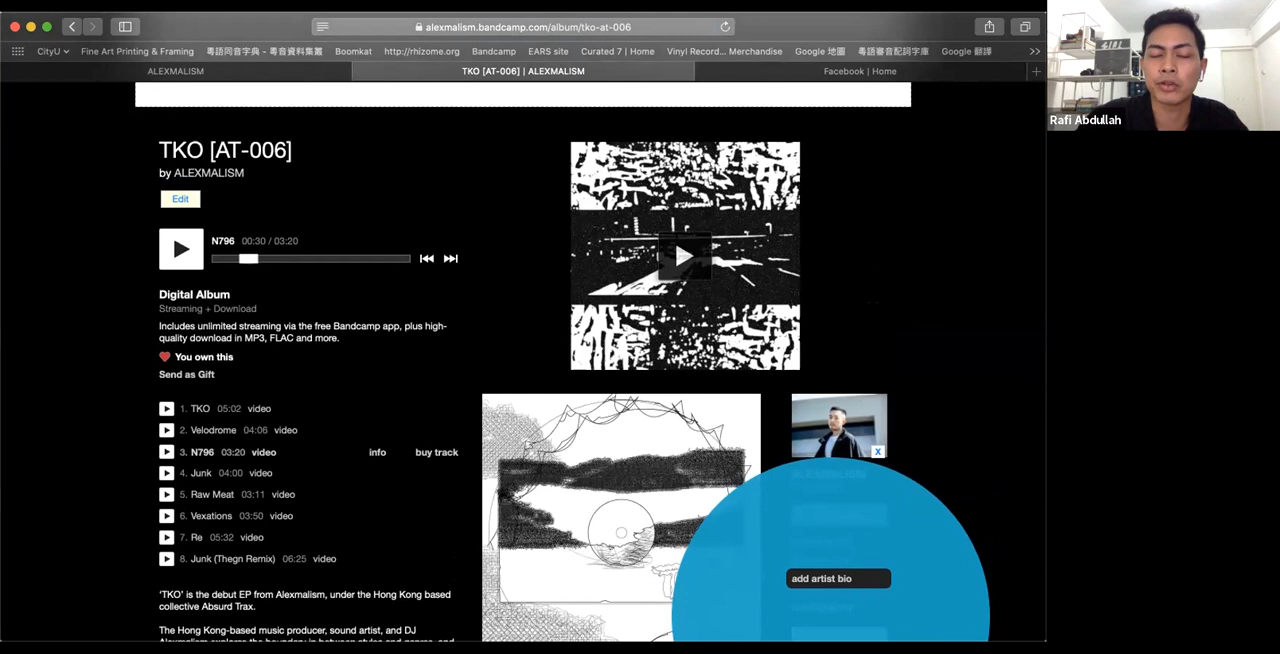 alexmalism.bandcamp.com/album/tko-at-006
CityU
Fine Art Printing & Framing
粵語同音字典 - 粵音資料集叢
Boomkat
http://rhizome.org
Bandcamp
EARS site
Curated 7 | Home
Vinyl Record... Merchandise
Google 地圖
粵語審音配詞字庫
Google 翻譯
>>
ALEXMALISM
TKO [AT-006] | ALEXMALISM
Facebook | Home
Rafi Abdullah
TKO [AT-006]
by ALEXMALISM
Edit
N796 00:30 / 03:20
Digital Album
Streaming + Download
Includes unlimited streaming via the free Bandcamp app, plus high-
quality download in MP3, FLAC and more.
You own this
Send as Gift
1. TKO 05:02 video
2. Velodrome 04:06 video
3. N796 03:20 video info buy track
4. Junk 04:00 video
5. Raw Meat 03:11 video
6. Vexations 03:50 video
7. Re 05:32 video
8. Junk (Thegn Remix) 06:25 video
X
add artist bio
‘TKO’ is the debut EP from Alexmalism, under the Hong Kong based
collective Absurd Trax.
The Hong Kong-based music producer, sound artist, and DJ